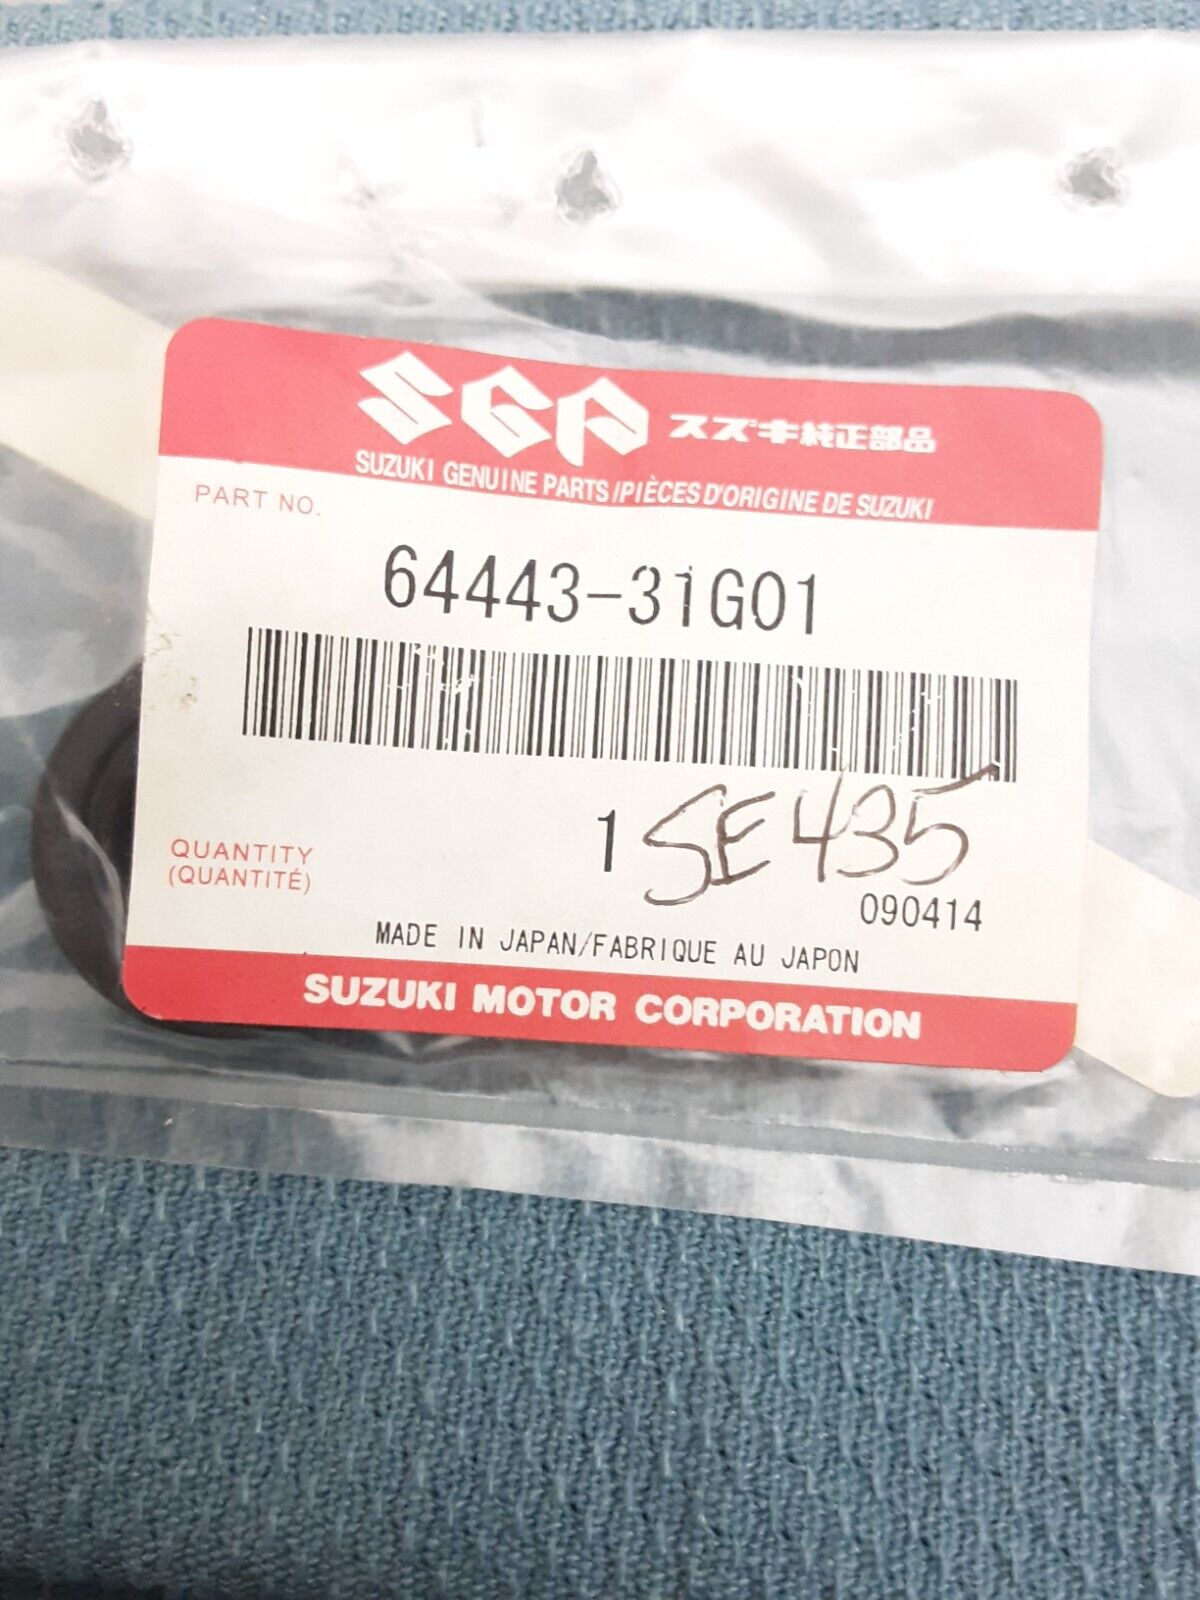 SGP スズキ純正部品
SUZUKI GENUINE PARTS/PIÈCES D'ORIGINE DE SUZUKI
PART NO.
64443-31G01
QUANTITY
(QUANTITÉ)
1 SE435
090414
MADE IN JAPAN/FABRIQUE AU JAPON
SUZUKI MOTOR CORPORATION